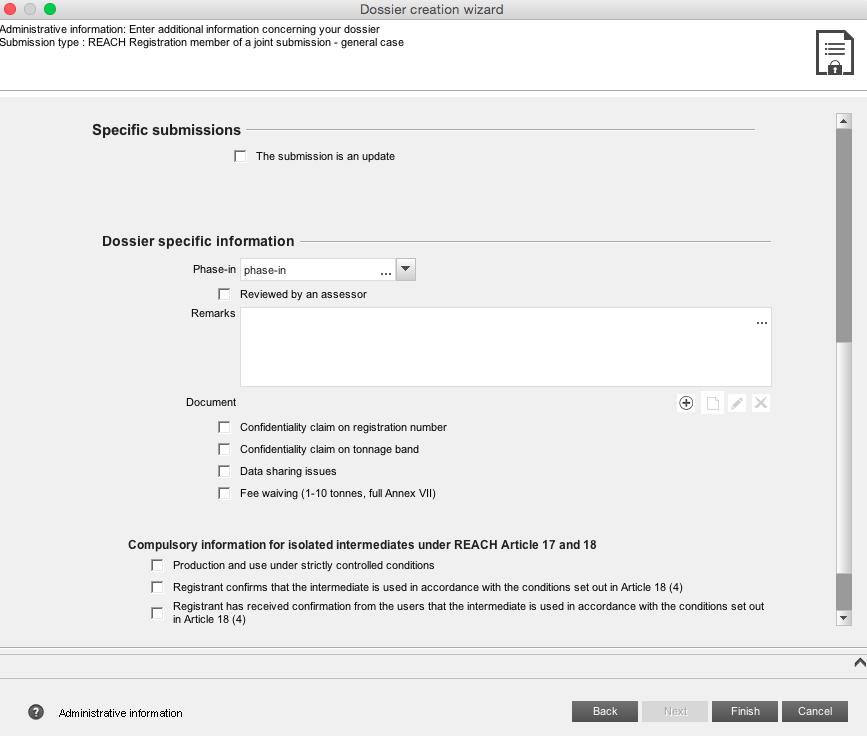 Dossier creation wizard
Administrative information: Enter additional information concerning your dossier
Submission type : REACH Registration member of a joint submission - general case
Specific submissions
The submission is an update
Dossier specific information
Phase-in phase-in ...
Reviewed by an assessor
Remarks ...
Document
Confidentiality claim on registration number
Confidentiality claim on tonnage band
Data sharing issues
Fee waiving (1-10 tonnes, full Annex VII)
Compulsory information for isolated intermediates under REACH Article 17 and 18
Production and use under strictly controlled conditions
Registrant confirms that the intermediate is used in accordance with the conditions set out in Article 18 (4)
Registrant has received confirmation from the users that the intermediate is used in accordance with the conditions set out
in Article 18 (4)
? Administrative information Back Next Finish Cancel